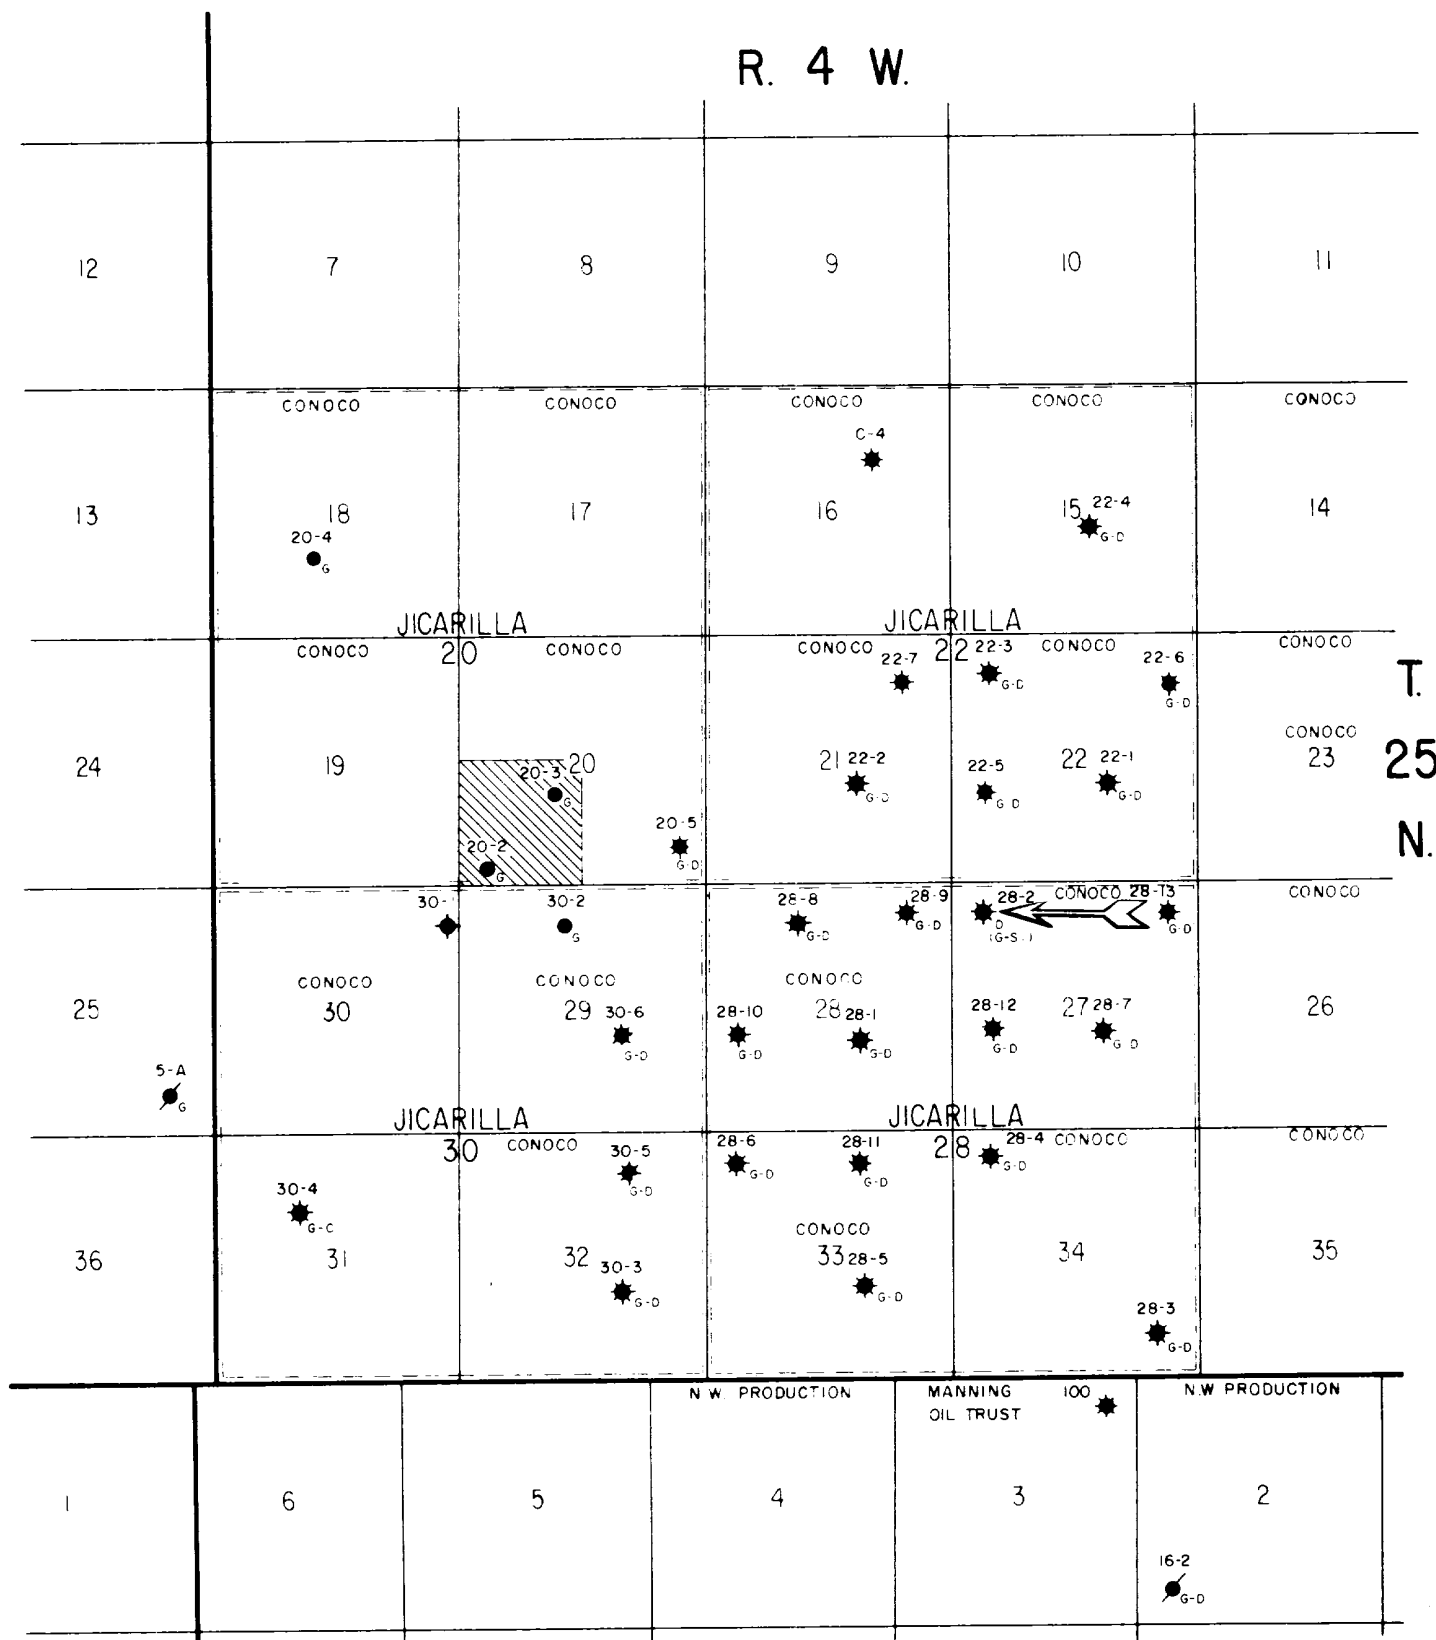 R. 4 W.
12 7 8 9 10 11
CONOCO CONOCO CONOCO CONOCO CONOCO
C-4
13 18 17 16 15 22-4 14
G-D
20-4
G
JICARILLA JICARILLA
20 22
CONOCO CONOCO CONOCO 22-3 CONOCO CONOCO
22-7 G-D 22-6
G-D
T.
25
N.
CONOCO
24 19 20 21 22-2 22-5 22 22-1 23
G-D G-D G-D
20-3
G
20-5
G-D
20-2
G
28-8 28-9 28-2 CONOCO 28-13 CONOCO
G-D G-D D G-D
30-2
G
CONOCO CONOCO CONOCO
25 30 29 30-6 28-10 28 28-1 28-12 27 28-7 26
G-D G-D G-D G-D G-D
5-A
G
JICARILLA JICARILLA
30 28
CONOCO 30-5 28-6 28-11 28-4 CONOCO CONOCO
G-D G-D G-D G-D
30-4
G-C
CONOCO
36 31 32 30-3 33 28-5 34 35
G-D G-D
28-3
G-D
N.W. PRODUCTION MANNING 100 N.W PRODUCTION
OIL TRUST
1 6 5 4 3 2
16-2
G-D